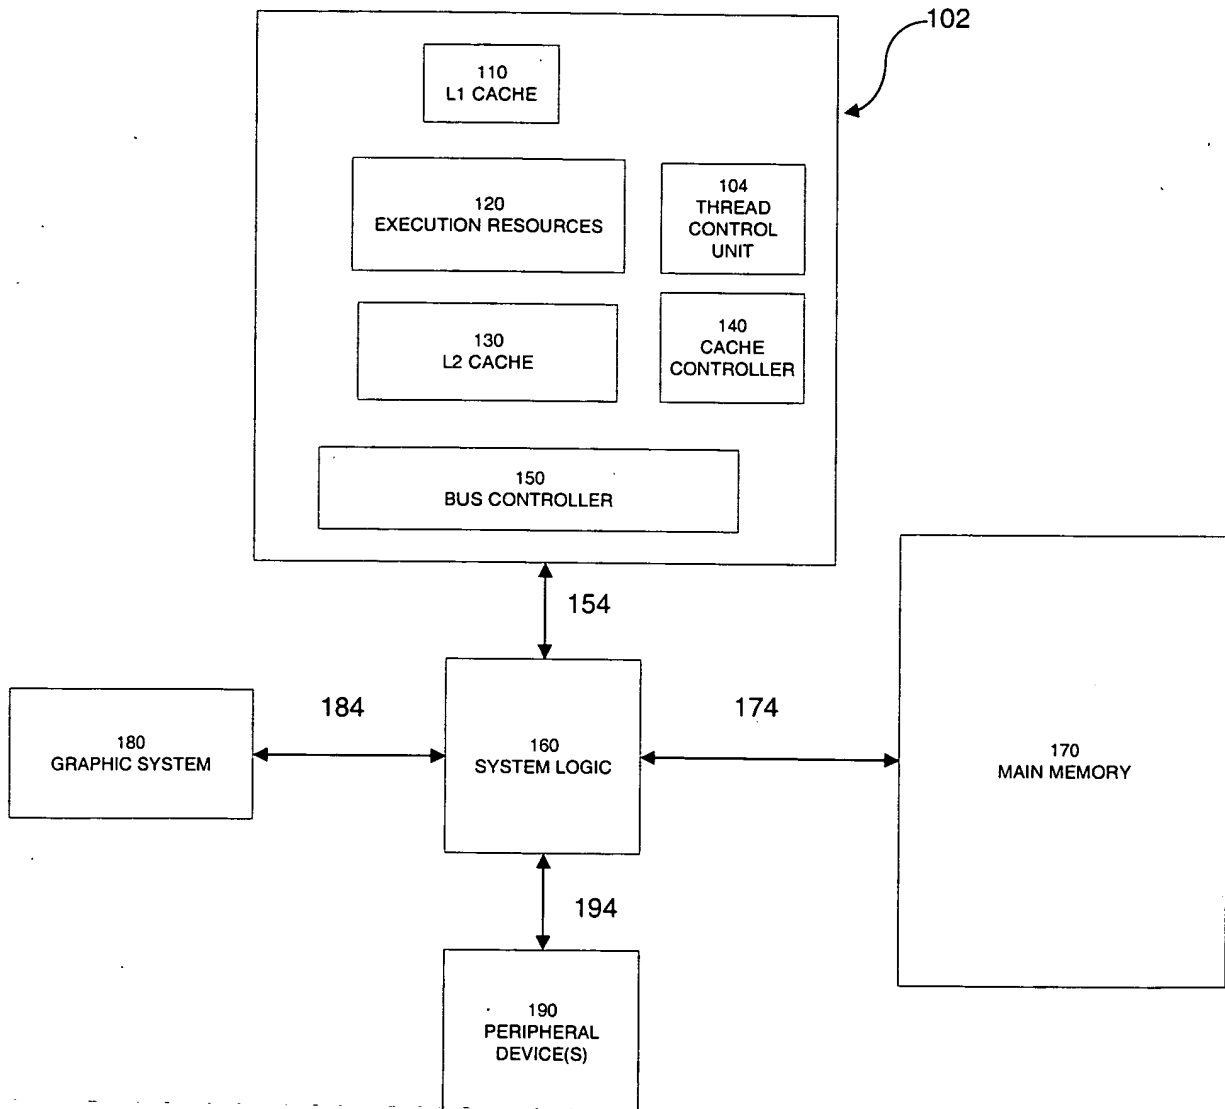 102
110
L1 CACHE
120
EXECUTION RESOURCES
104
THREAD
CONTROL
UNIT
130
L2 CACHE
140
CACHE
CONTROLLER
150
BUS CONTROLLER
154
184
174
180
GRAPHIC SYSTEM
160
SYSTEM LOGIC
170
MAIN MEMORY
194
190
PERIPHERAL
DEVICE(S)